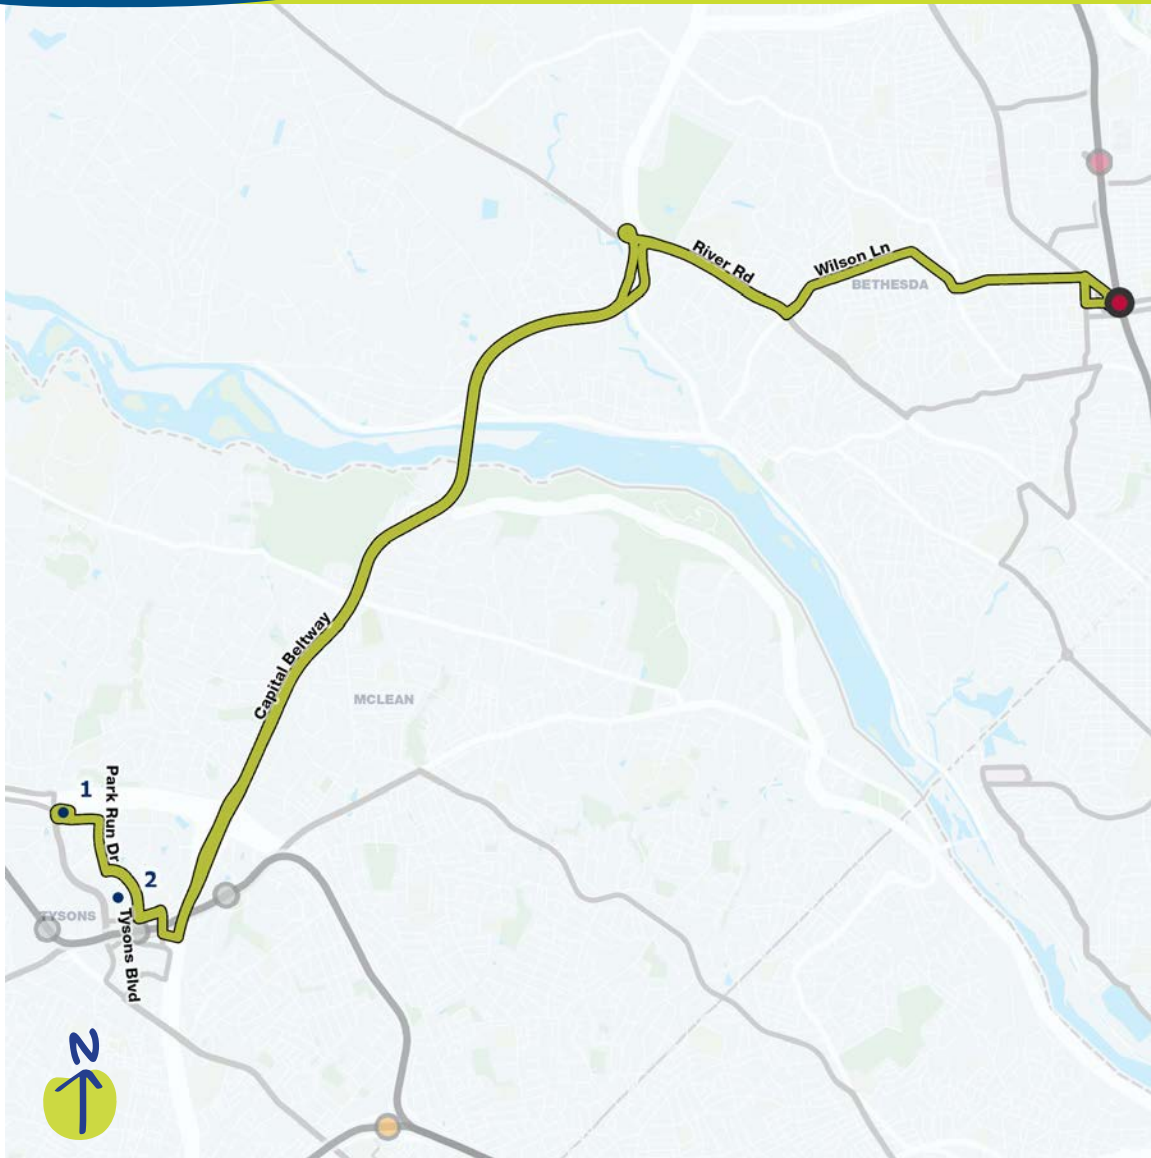 River Rd
Wilson Ln
BETHESDA
Capital Beltway
MCLEAN
1
Park Run Dr
2
TYSONS
Tysons Blvd
N